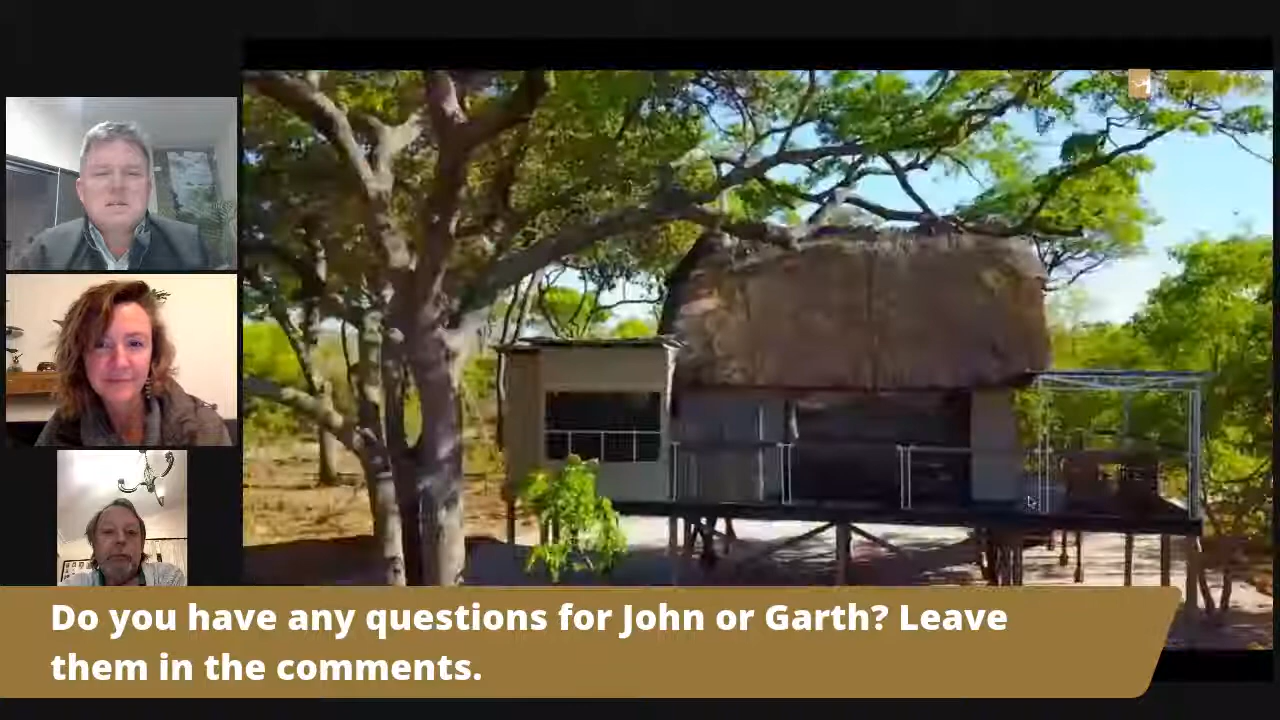 Do you have any questions for John or Garth? Leave
them in the comments.